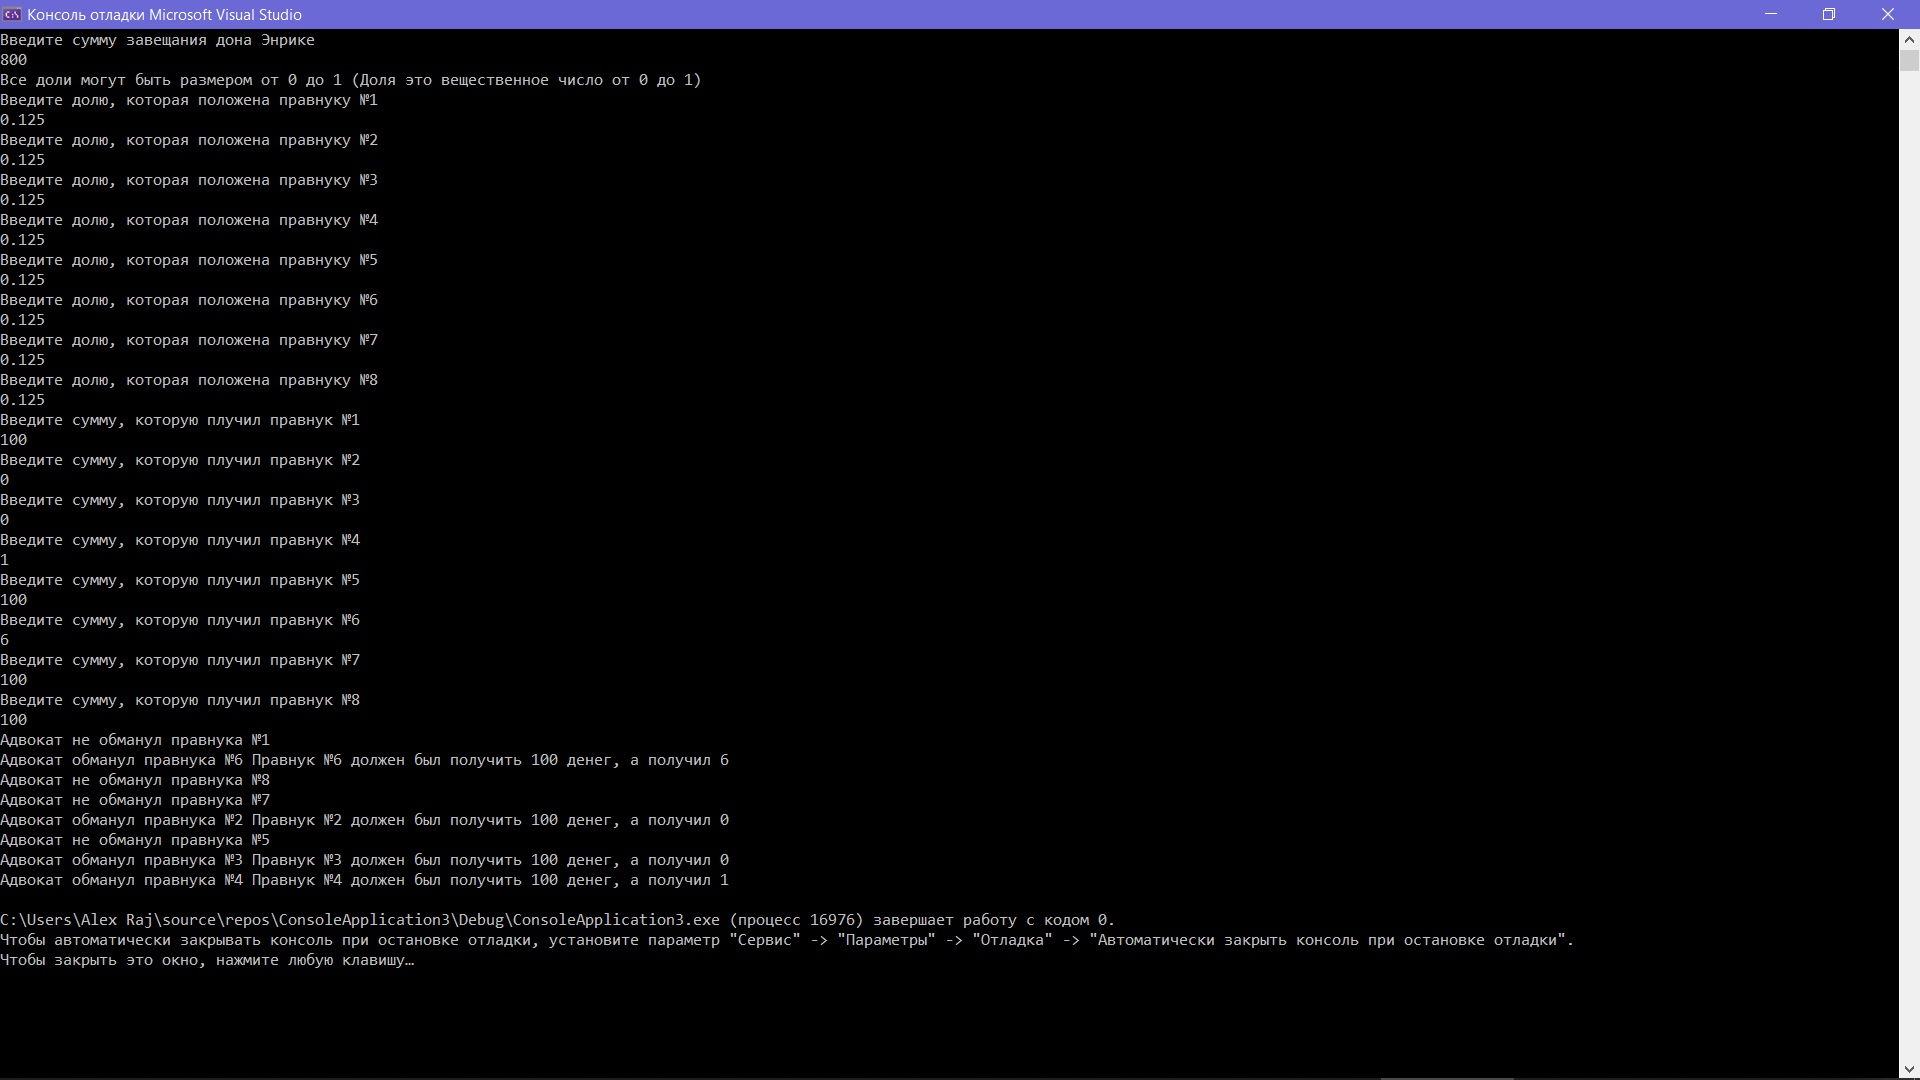 Консоль отладки Microsoft Visual Studio
Введите сумму завещания дона Энрике
800
Все доли могут быть размером от 0 до 1 (Доля это вещественное число от 0 до 1)
Введите долю, которая положена правнуку №1
0.125
Введите долю, которая положена правнуку №2
0.125
Введите долю, которая положена правнуку №3
0.125
Введите долю, которая положена правнуку №4
0.125
Введите долю, которая положена правнуку №5
0.125
Введите долю, которая положена правнуку №6
0.125
Введите долю, которая положена правнуку №7
0.125
Введите долю, которая положена правнуку №8
0.125
Введите сумму, которую плучил правнук №1
100
Введите сумму, которую плучил правнук №2
0
Введите сумму, которую плучил правнук №3
0
Введите сумму, которую плучил правнук №4
1
Введите сумму, которую плучил правнук №5
100
Введите сумму, которую плучил правнук №6
6
Введите сумму, которую плучил правнук №7
100
Введите сумму, которую плучил правнук №8
100
Адвокат не обманул правнука №1
Адвокат обманул правнука №6 Правнук №6 должен был получить 100 денег, а получил 6
Адвокат не обманул правнука №8
Адвокат не обманул правнука №7
Адвокат обманул правнука №2 Правнук №2 должен был получить 100 денег, а получил 0
Адвокат не обманул правнука №5
Адвокат обманул правнука №3 Правнук №3 должен был получить 100 денег, а получил 0
Адвокат обманул правнука №4 Правнук №4 должен был получить 100 денег, а получил 1
C:\Users\Alex Raj\source\repos\ConsoleApplication3\Debug\ConsoleApplication3.exe (процесс 16976) завершает работу с кодом 0.
Чтобы автоматически закрывать консоль при остановке отладки, установите параметр "Сервис" -> "Параметры" -> "Отладка" -> "Автоматически закрыть консоль при остановке отладки".
Чтобы закрыть это окно, нажмите любую клавишу…